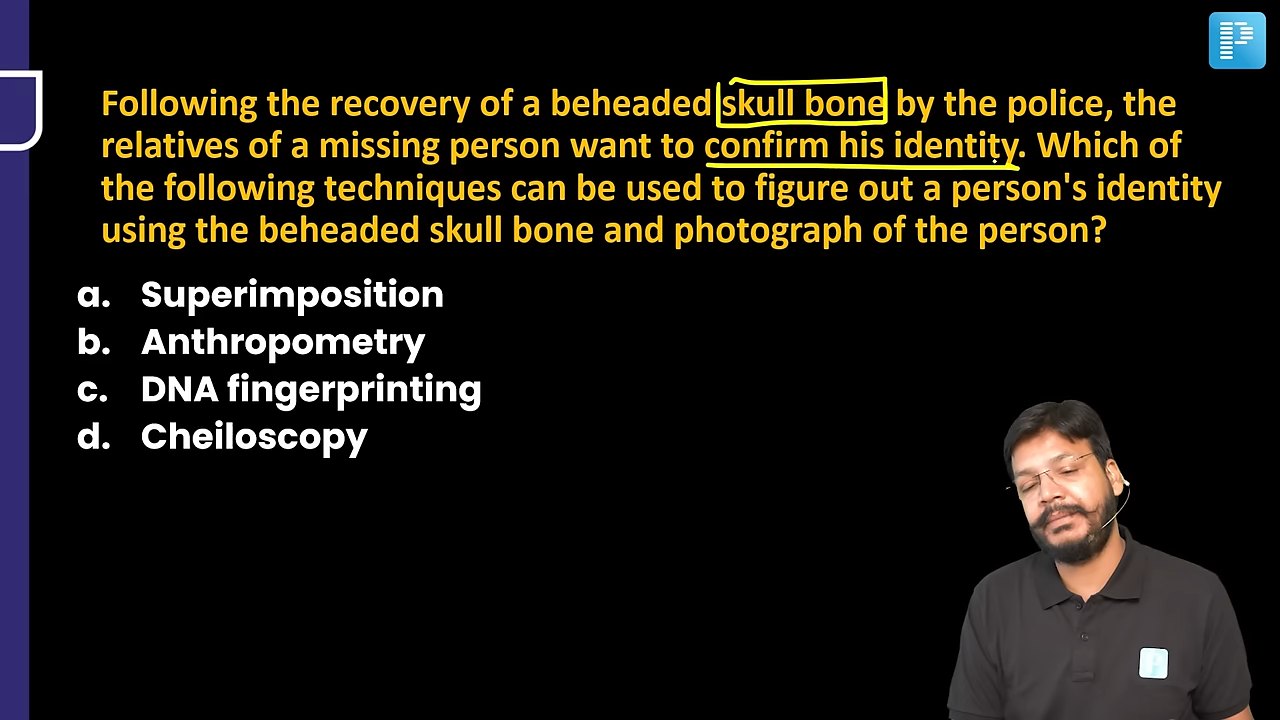 Following the recovery of a beheaded skull bone by the police, the
relatives of a missing person want to confirm his identity. Which of
the following techniques can be used to figure out a person's identity
using the beheaded skull bone and photograph of the person?
a. Superimposition
b. Anthropometry
c. DNA fingerprinting
d. Cheiloscopy